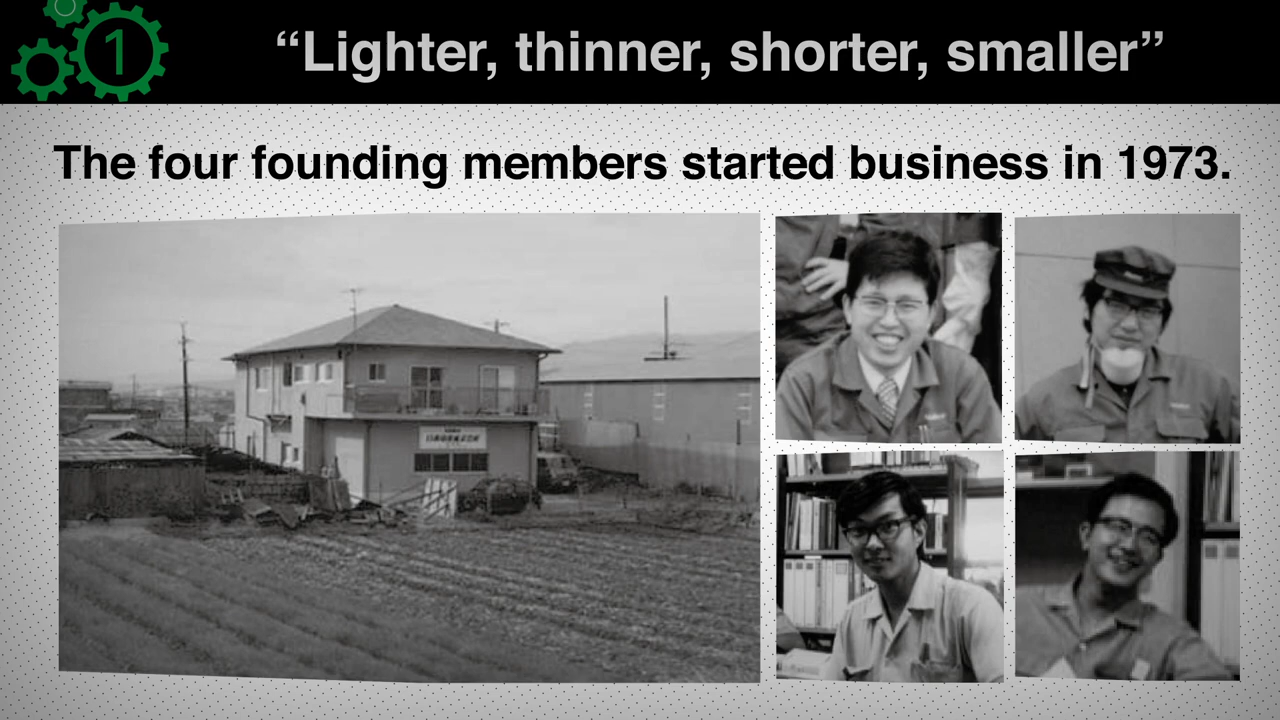 1
“Lighter, thinner, shorter, smaller”
The four founding members started business in 1973.